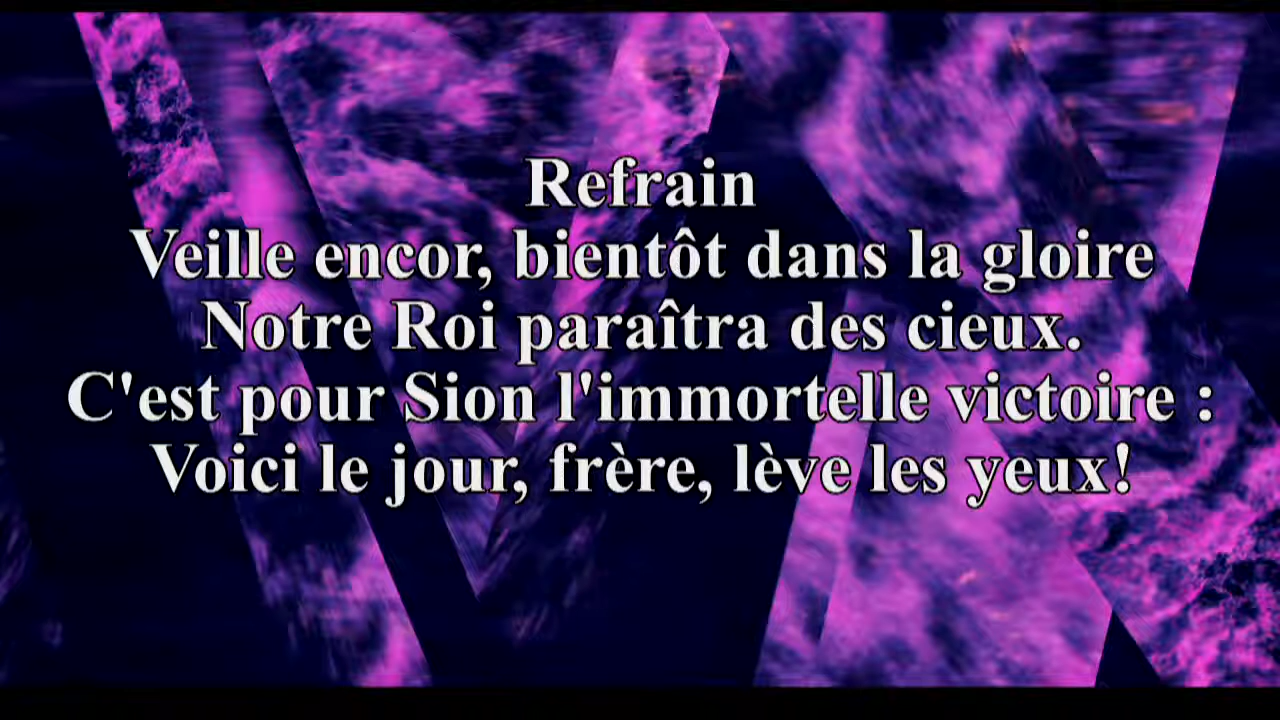 Refrain
Veille encor, bientôt dans la gloire
Notre Roi paraîtra des cieux.
C'est pour Sion l'immortelle victoire :
Voici le jour, frère, lève les yeux!